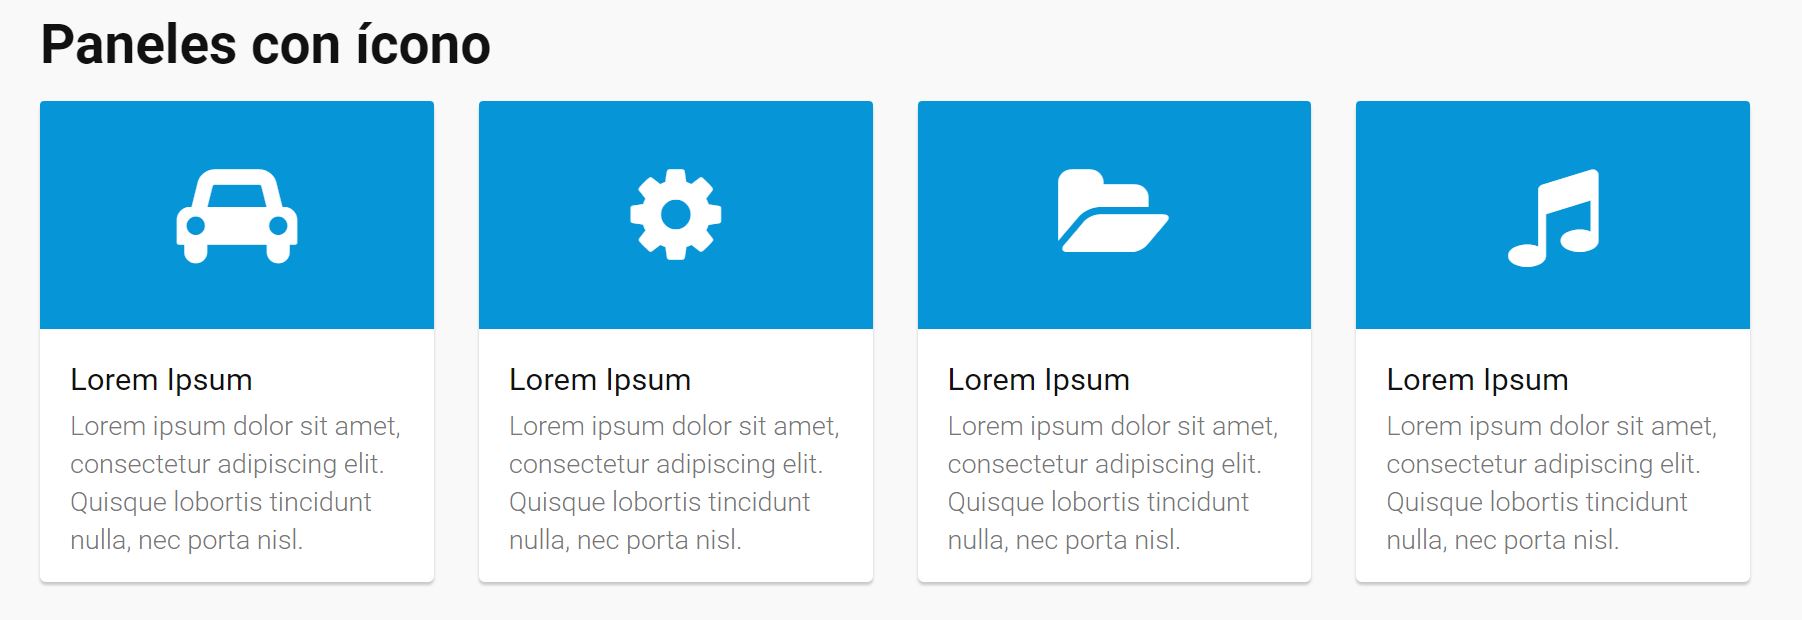 Paneles con ícono
Lorem Ipsum
Lorem ipsum dolor sit amet,
consectetur adipiscing elit.
Quisque lobortis tincidunt
nulla, nec porta nisl.
Lorem Ipsum
Lorem ipsum dolor sit amet,
consectetur adipiscing elit.
Quisque lobortis tincidunt
nulla, nec porta nisl.
Lorem Ipsum
Lorem ipsum dolor sit amet,
consectetur adipiscing elit.
Quisque lobortis tincidunt
nulla, nec porta nisl.
Lorem Ipsum
Lorem ipsum dolor sit amet,
consectetur adipiscing elit.
Quisque lobortis tincidunt
nulla, nec porta nisl.